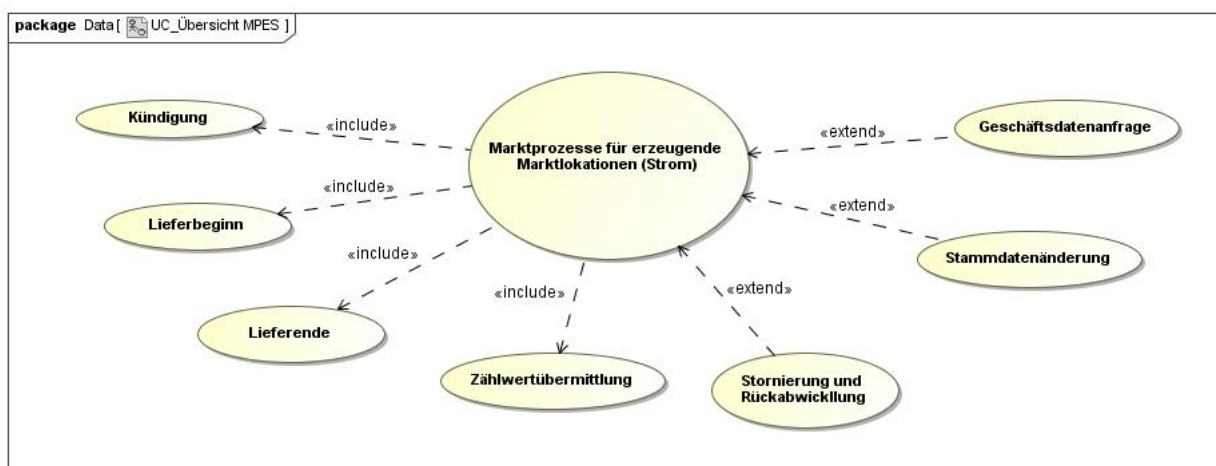 package Data [ UC_Übersicht MPES ]
Kündigung
«include»
Marktprozesse für erzeugende
Marktlokationen (Strom)
«extend»
Geschäftsdatenanfrage
«include»
Lieferbeginn
«extend»
Stammdatenänderung
«include»
Lieferende
«include»
«extend»
Zählwertübermittlung
Stornierung und
Rückabwickllung